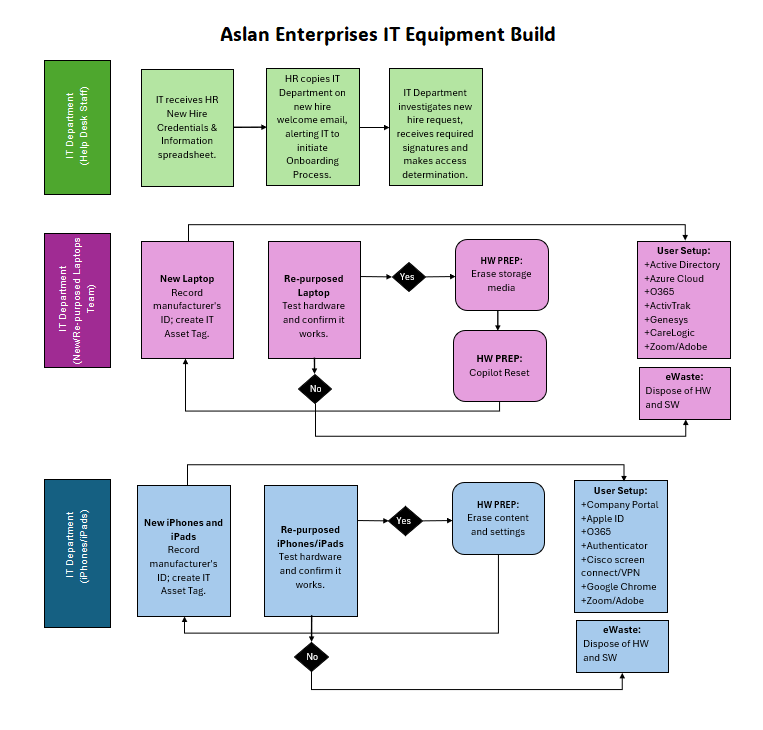 Aslan Enterprises IT Equipment Build
IT Department
(Help Desk Staff)
IT receives HR
New Hire
Credentials &
Information
spreadsheet.
HR copies IT
Department on
new hire
welcome email,
alerting IT to
initiate
Onboarding
Process.
IT Department
investigates new
hire request,
receives required
signatures and
makes access
determination.
IT Department
(New/Re-purposed Laptops
Team)
New Laptop
Record
manufacturer's
ID; create IT
Asset Tag.
Re-purposed
Laptop
Test hardware
and confirm it
works.
Yes
No
HW PREP:
Erase storage
media
HW PREP:
Copilot Reset
User Setup:
+Active Directory
+Azure Cloud
+O365
+ActivTrak
+Genesys
+CareLogic
+Zoom/Adobe
eWaste:
Dispose of HW
and SW
IT Department
(iPhones/iPads)
New iPhones and
iPads
Record
manufacturer's
ID; create IT
Asset Tag.
Re-purposed
iPhones/iPads
Test hardware
and confirm it
works.
Yes
No
HW PREP:
Erase content
and settings
User Setup:
+Company Portal
+Apple ID
+O365
+Authenticator
+Cisco screen
connect/VPN
+Google Chrome
+Zoom/Adobe
eWaste:
Dispose of HW
and SW